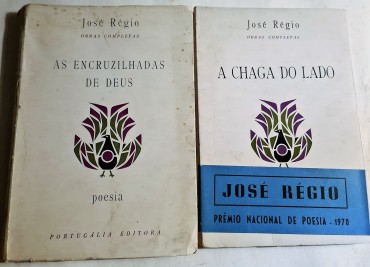 José Régio
OBRAS COMPLETAS
AS ENCRUZILHADAS
DE DEUS
poesia
PORTUGÁLIA EDITORA
José Régio
OBRAS COMPLETAS
A CHAGA DO LADO
JOSÉ RÉGIO
PRÉMIO NACIONAL DE POESIA - 1970